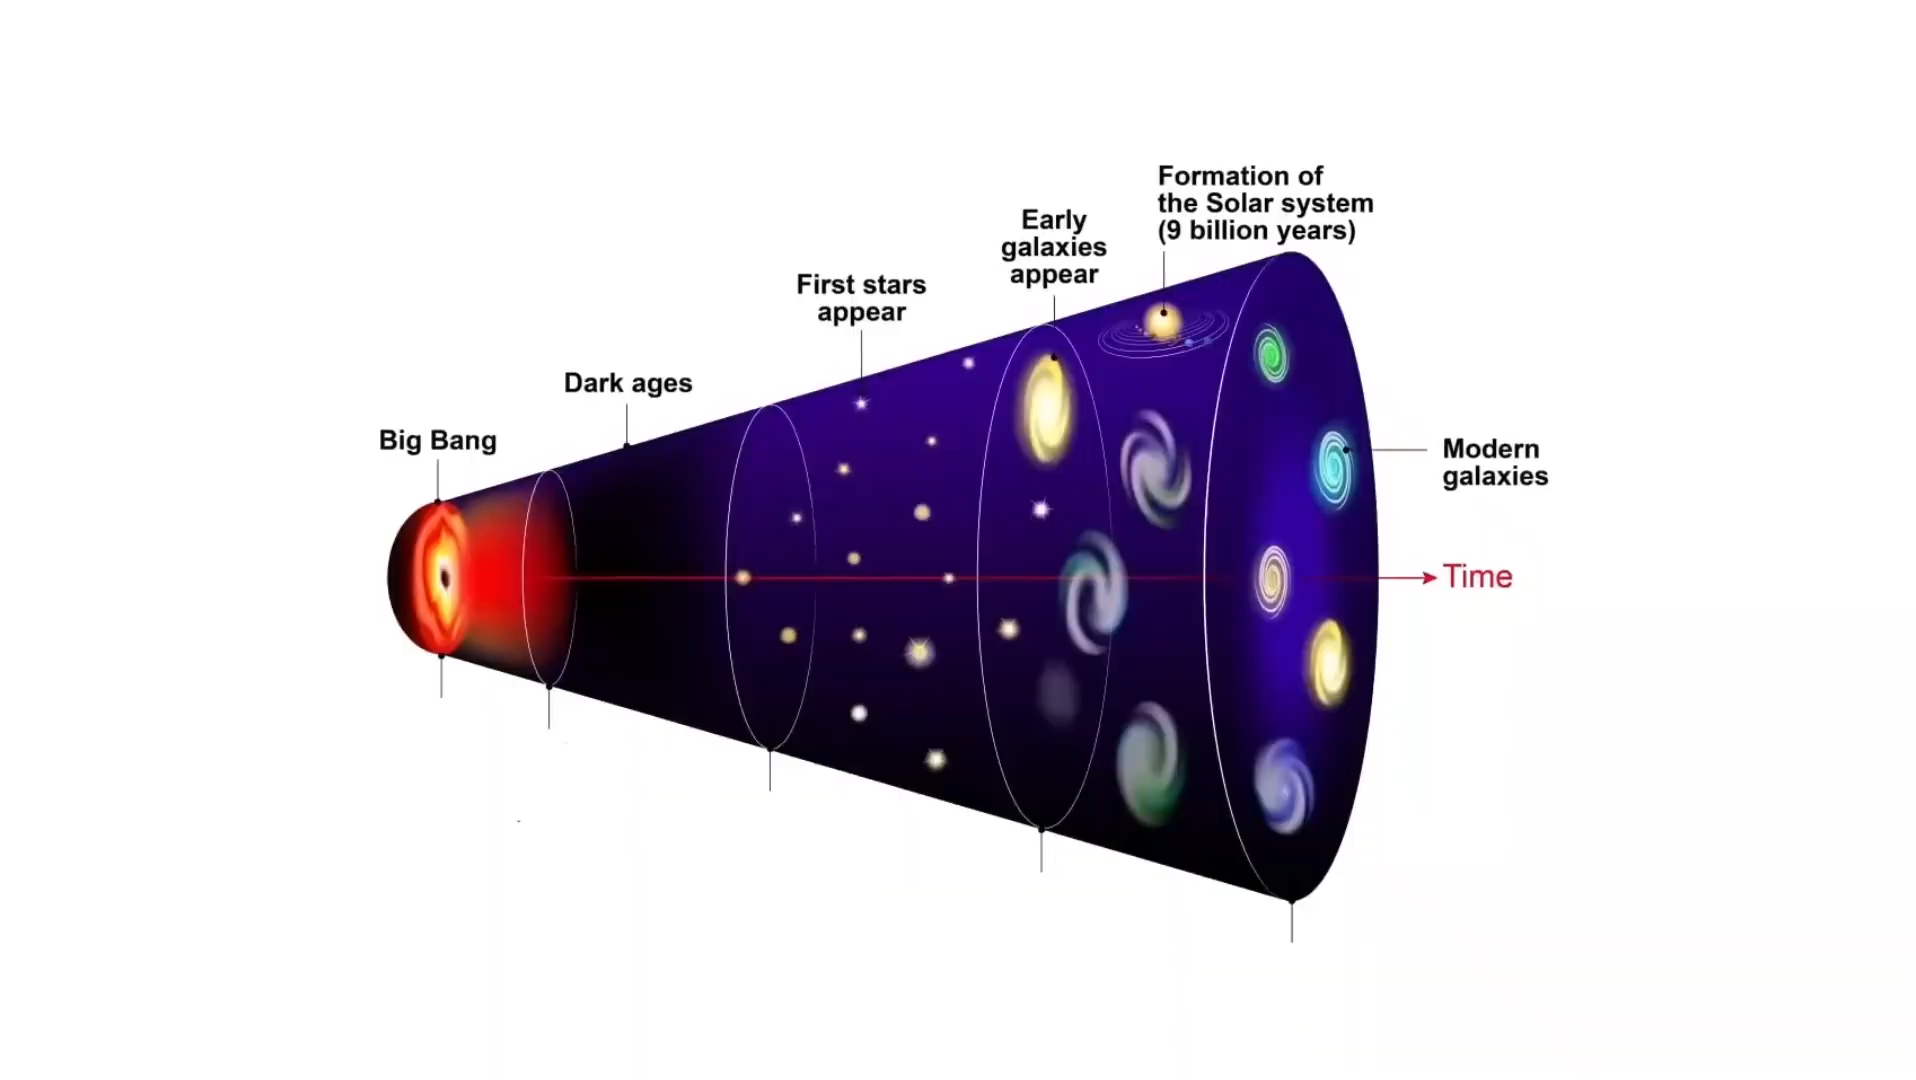 Big Bang
Dark ages
First stars
appear
Early
galaxies
appear
Formation of
the Solar system
(9 billion years)
Modern
galaxies
Time